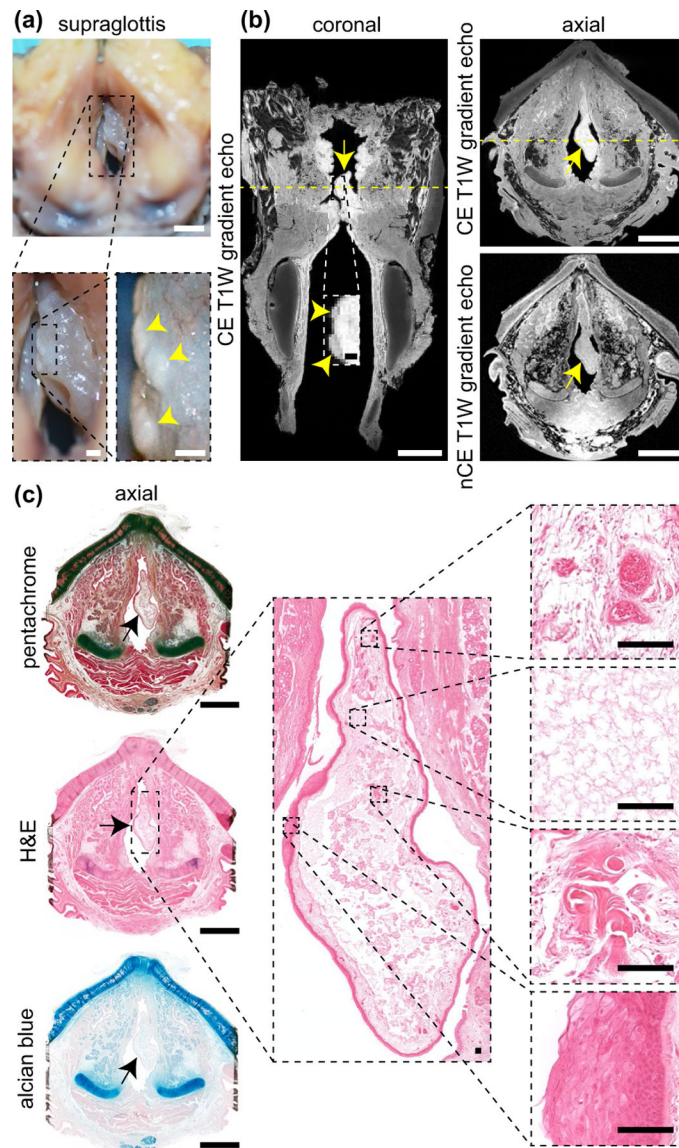 (a)
supraglottis
(b)
coronal
axial
CE T1W gradient echo
CE T1W gradient echo
nCE T1W gradient echo
(c)
axial
pentachrome
H&E
alcian blue